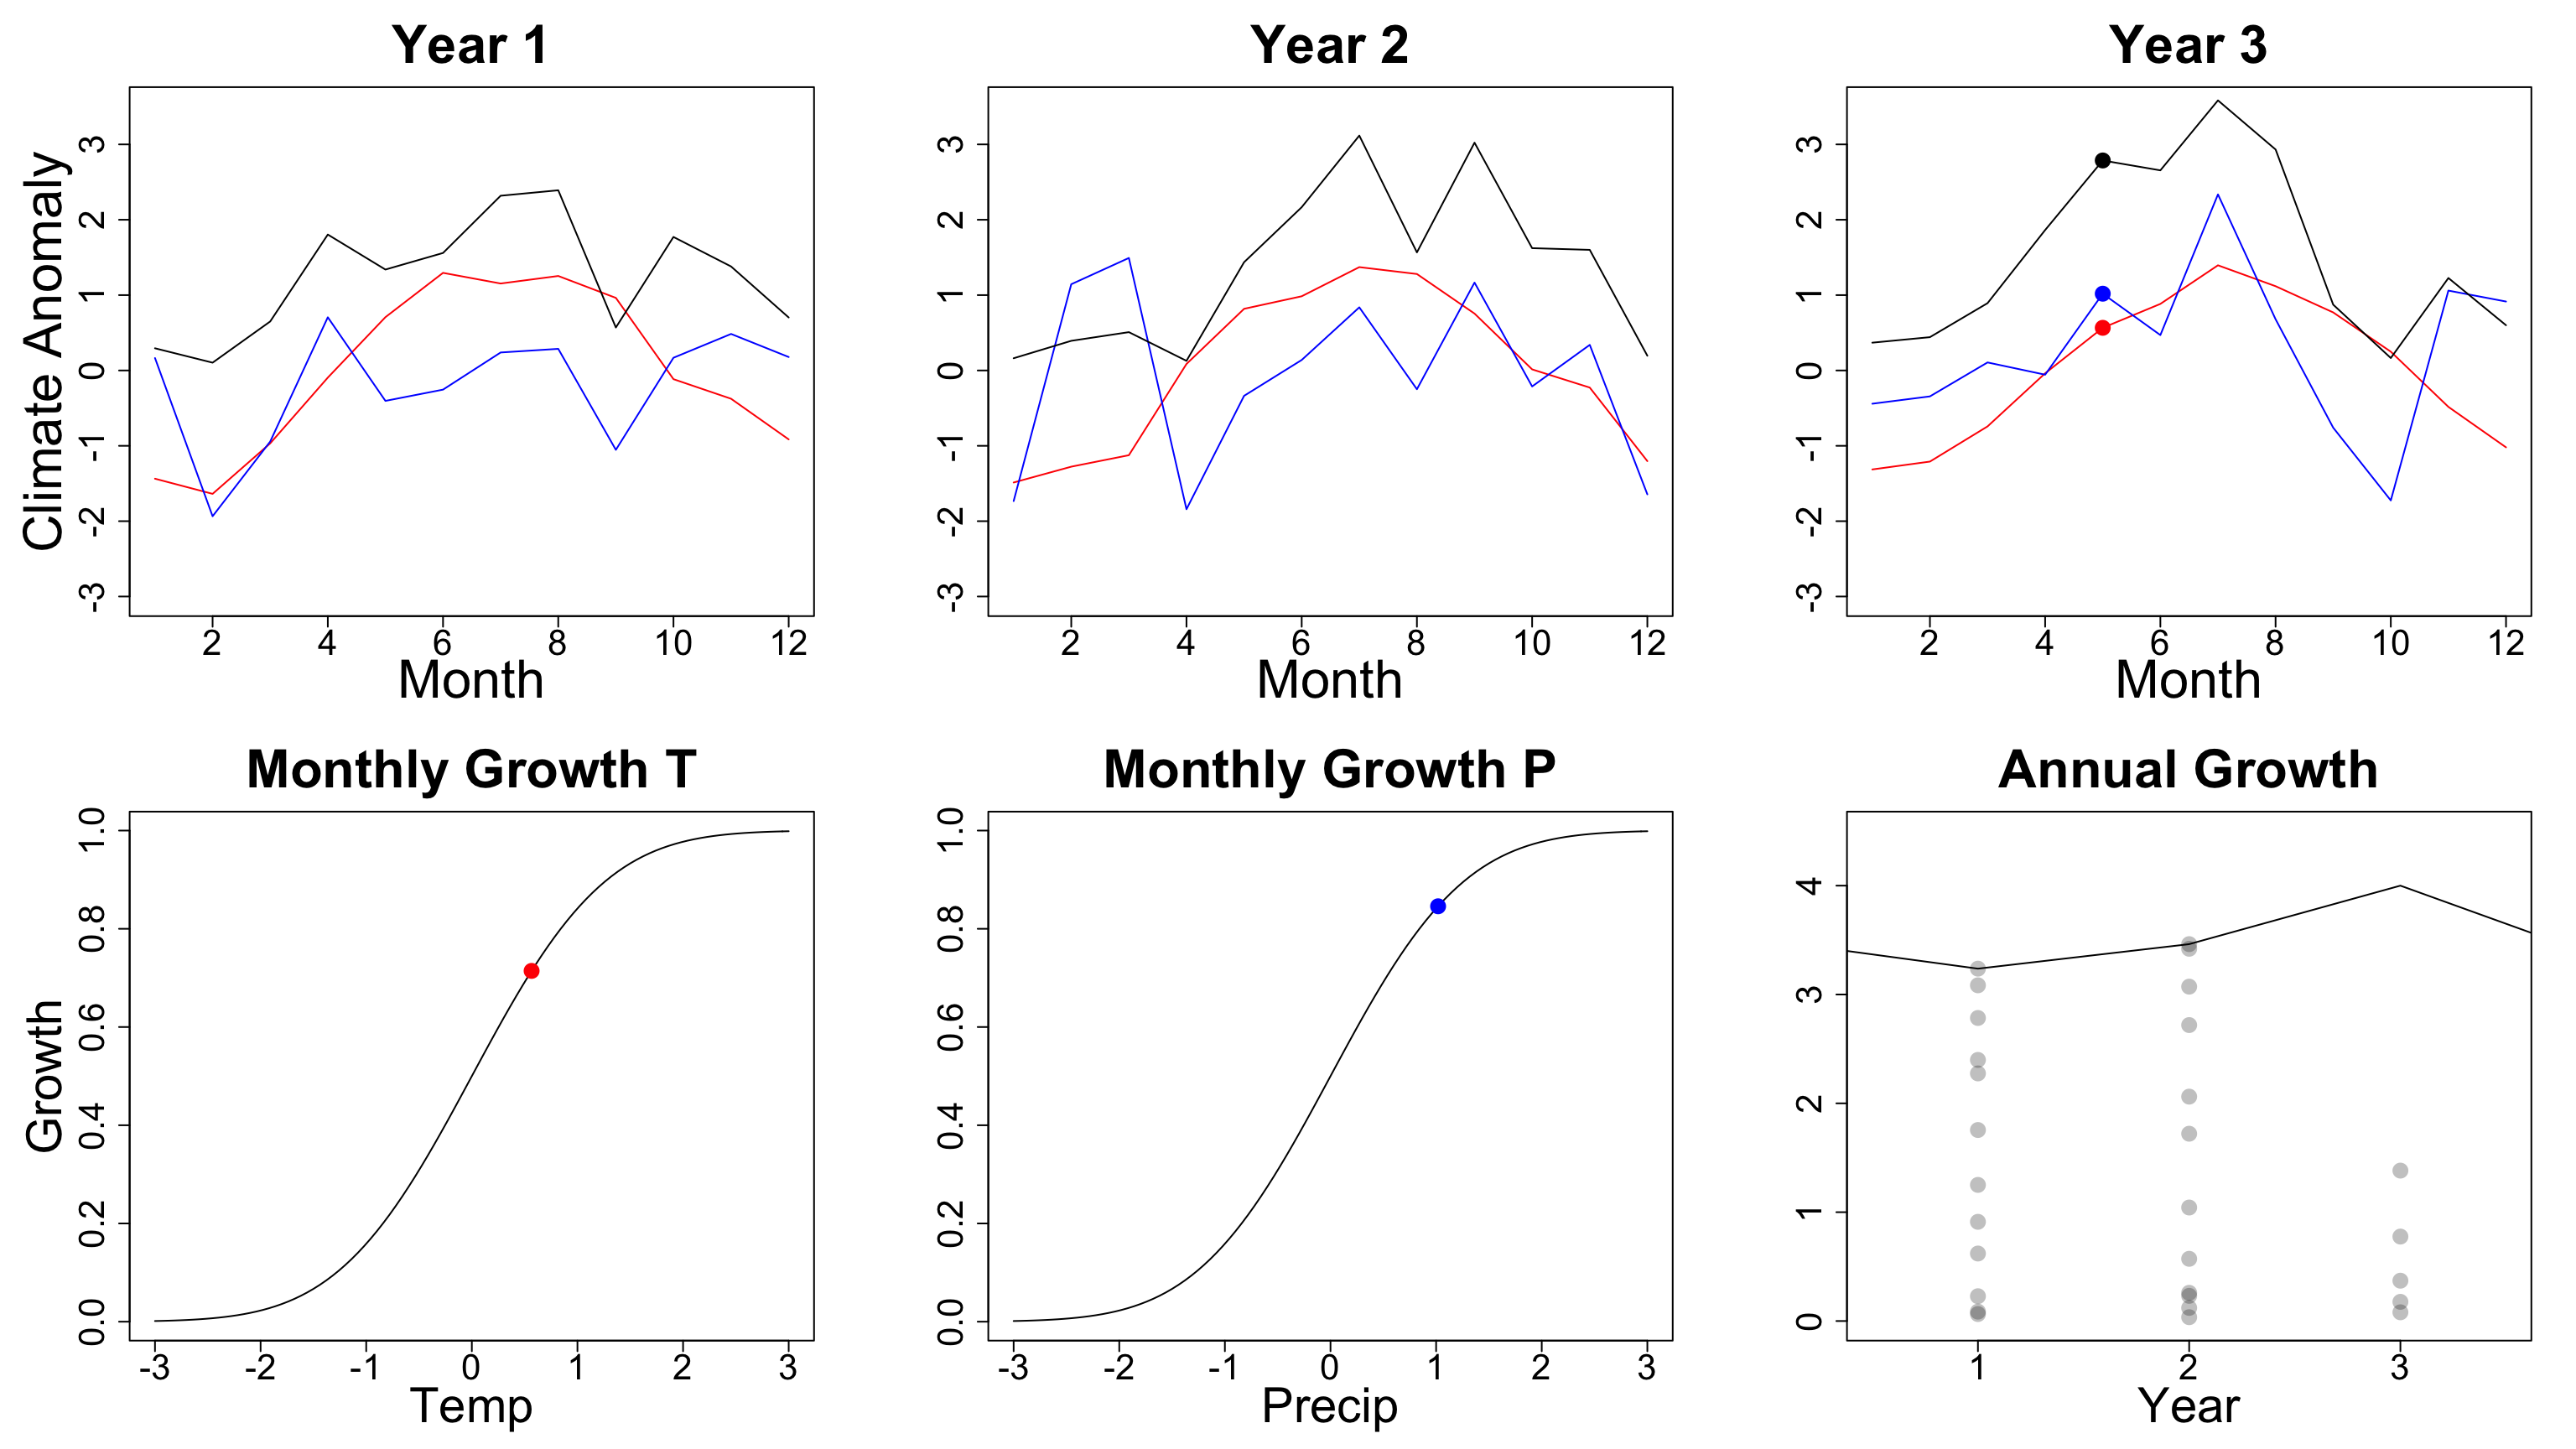 Year 1
Year 2
Year 3
Climate Anomaly
3
2
1
0
-1
-2
-3
2 4 6 8 10 12
Month
3
2
1
0
-1
-2
-3
2 4 6 8 10 12
Month
3
2
1
0
-1
-2
-3
2 4 6 8 10 12
Month
Monthly Growth T
Monthly Growth P
Annual Growth
Growth
1.0
0.8
0.6
0.4
0.2
0.0
-3 -2 -1 0 1 2 3
Temp
1.0
0.8
0.6
0.4
0.2
0.0
-3 -2 -1 0 1 2 3
Precip
4
3
2
1
0
1 2 3
Year